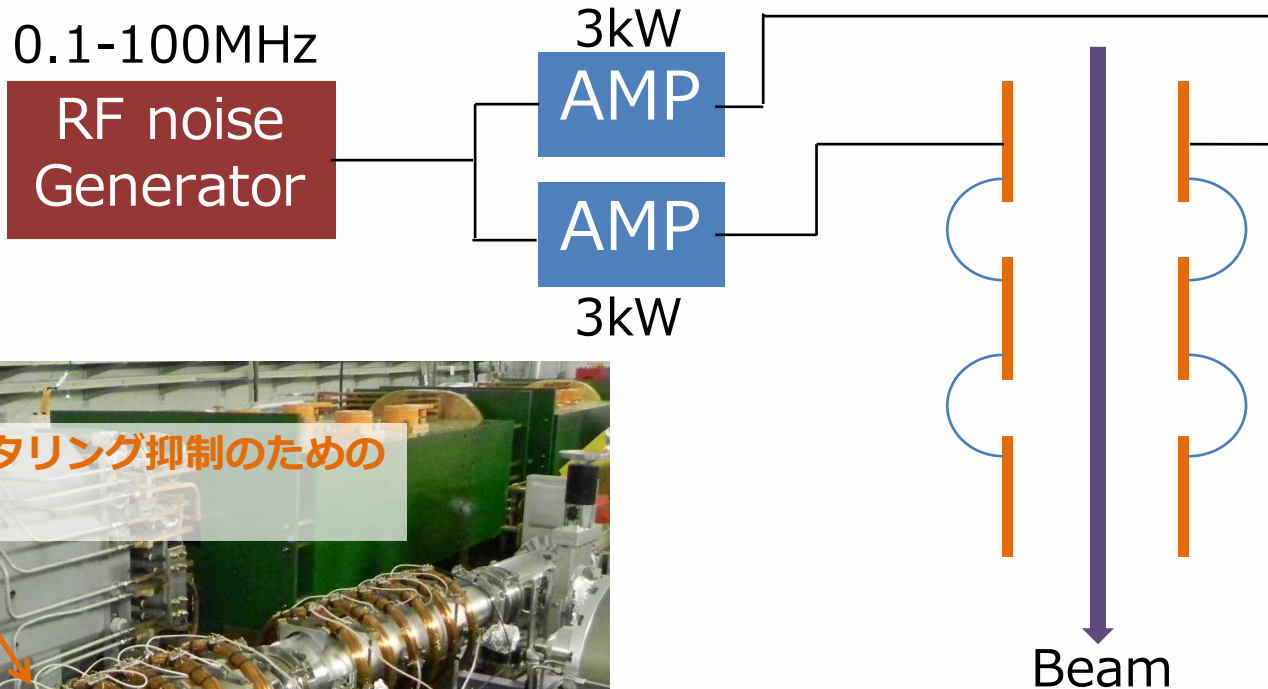 0.1-100MHz
RF noise
Generator
3kW
AMP
AMP
3kW
タリング抑制のための
Beam